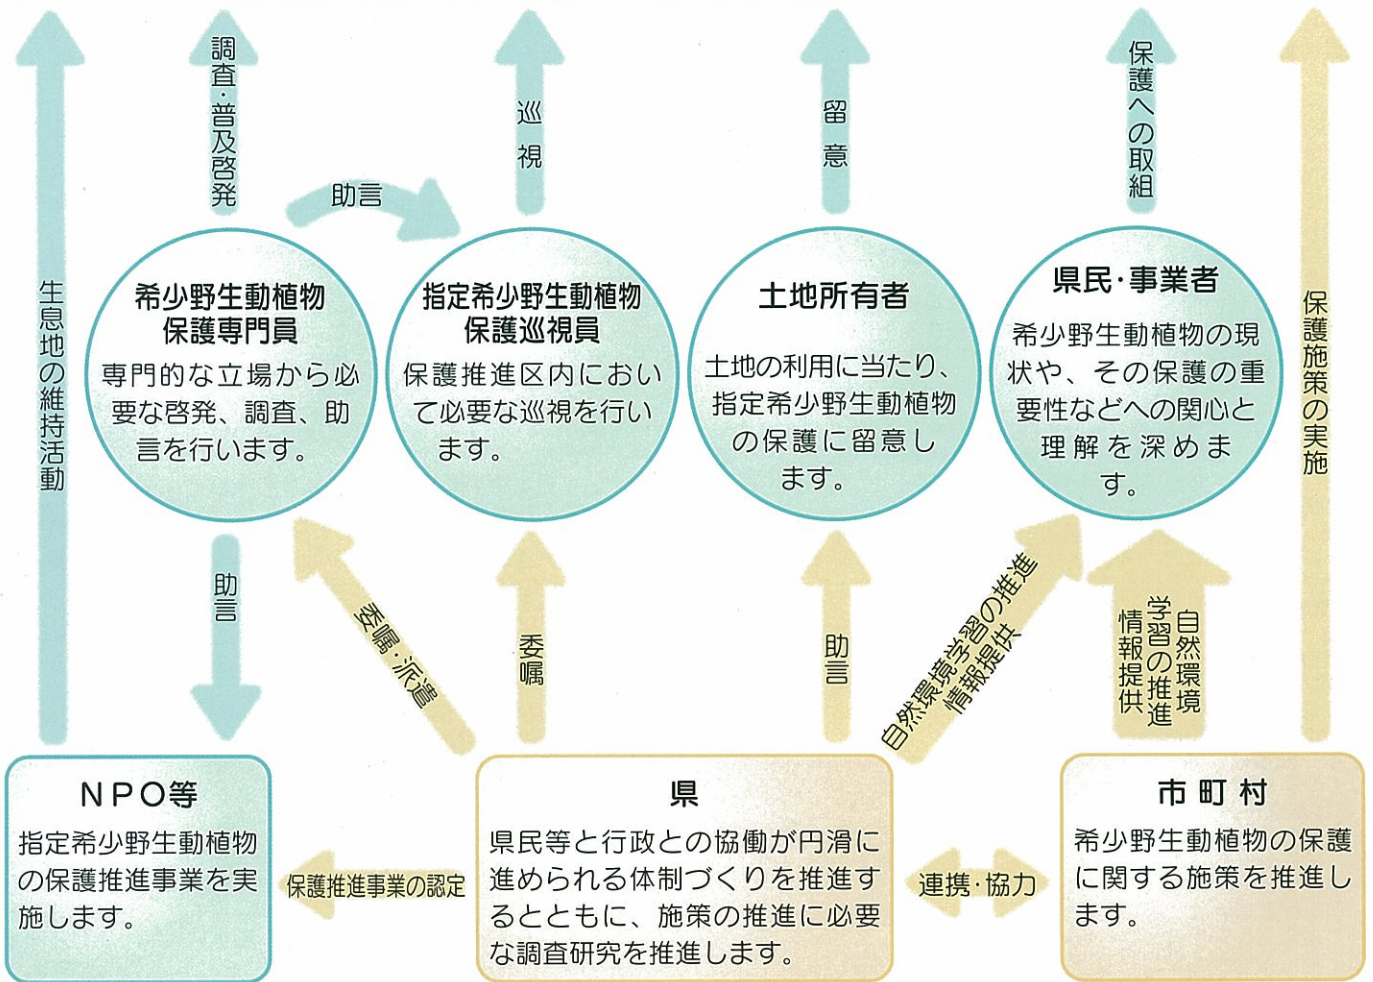 調査・普及啓発
巡視
留意
保護への取組
助言
生息地の維持活動
希少野生動植物
保護専門員
専門的な立場から必
要な啓発、調査、助
言を行います。
指定希少野生動植物
保護巡視員
保護推進区内におい
て必要な巡視を行い
ます。
土地所有者
土地の利用に当たり、
指定希少野生動植物
の保護に留意し
ます。
県民・事業者
希少野生動植物の現
状や、その保護の重
要性などへの関心と
理解を深めま
す。
保護施策の実施
助言
委嘱・派遣
委嘱
助言
自然環境学習の推進
情報提供
自然環境
学習の推進
情報提供
NPO等
指定希少野生動植物
の保護推進事業を実
施します。
保護推進事業の認定
県
県民等と行政との協働が円滑に
進められる体制づくりを推進す
るとともに、施策の推進に必要
な調査研究を推進します。
連携・協力
市町村
希少野生動植物の保護
に関する施策を推進し
ます。